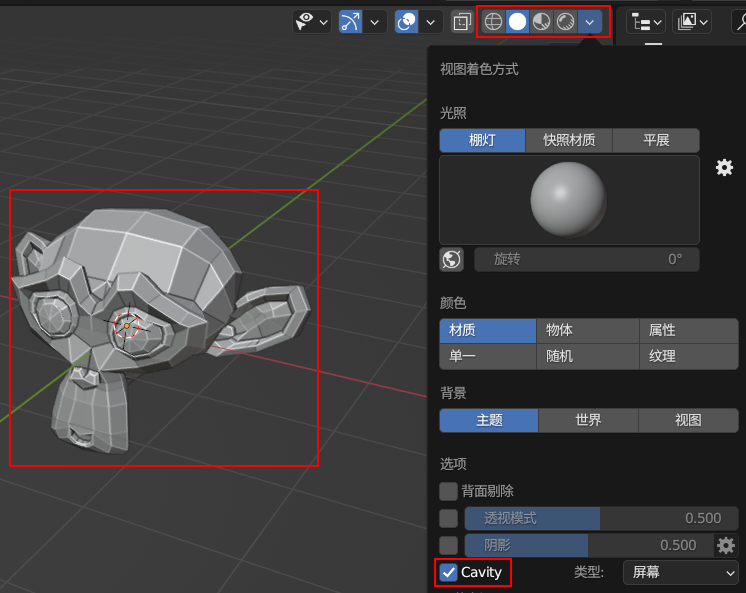 视图着色方式
光照
棚灯 快照材质 平展
旋转 0°
颜色
材质 物体 属性
单一 随机 纹理
背景
主题 世界 视图
选项
背面剔除
透视模式 0.500
阴影 0.500
Cavity 类型: 屏幕